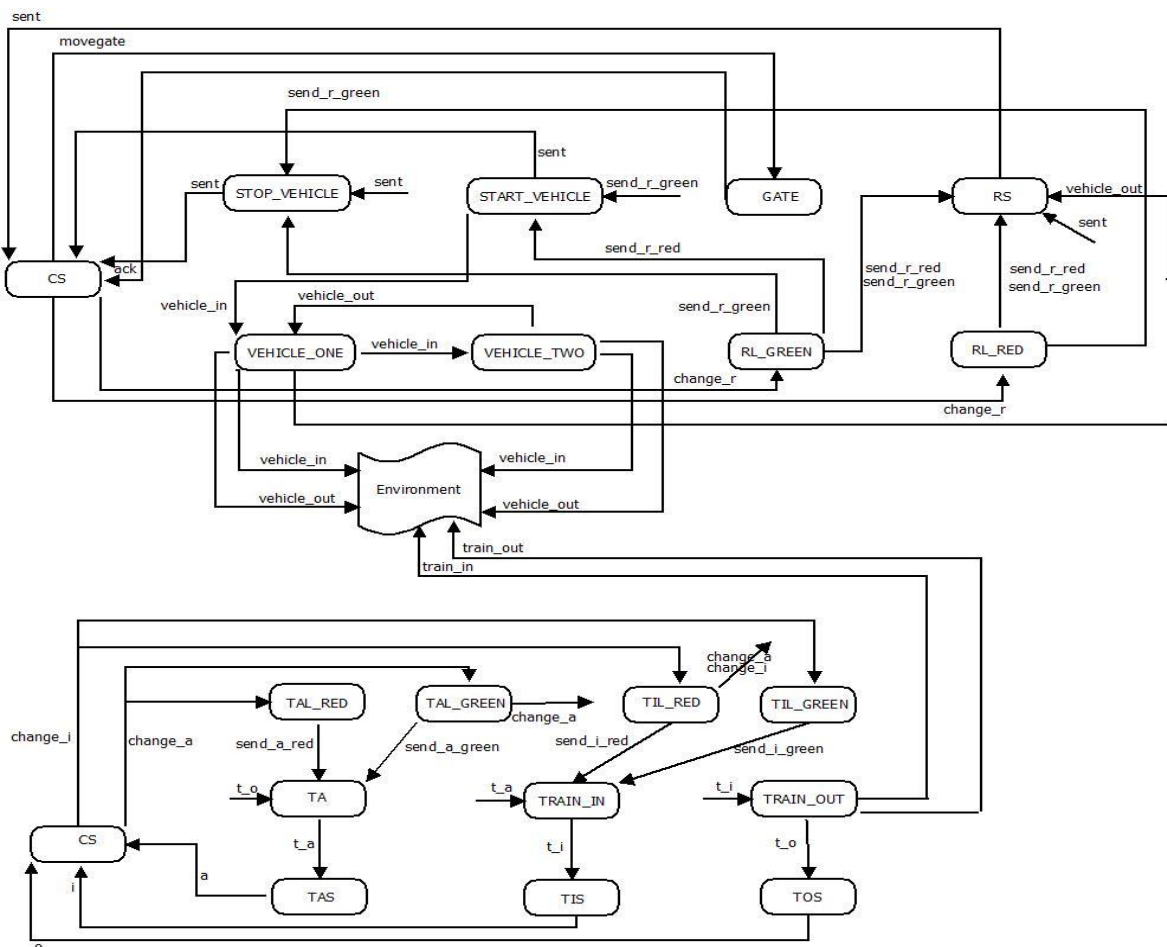 sent
movegate
send_r_green
sent
STOP_VEHICLE
sent
sent
START_VEHICLE
send_r_green
GATE
RS
vehicle_out
sent
CS
ack
send_r_red
send_r_red
send_r_green
send_r_red
send_r_green
vehicle_in
vehicle_out
send_r_green
VEHICLE_ONE
vehicle_in
VEHICLE_TWO
RL_GREEN
RL_RED
change_r
change_r
vehicle_in
vehicle_in
Environment
vehicle_out
vehicle_out
train_out
train_in
change_a
change_i
TAL_RED
TAL_GREEN
change_a
TIL_RED
TIL_GREEN
change_i
change_a
send_a_red
send_a_green
send_i_red
send_i_green
t_o
TA
t_a
TRAIN_IN
t_i
TRAIN_OUT
CS
t_a
t_i
t_o
a
i
TAS
TIS
TOS